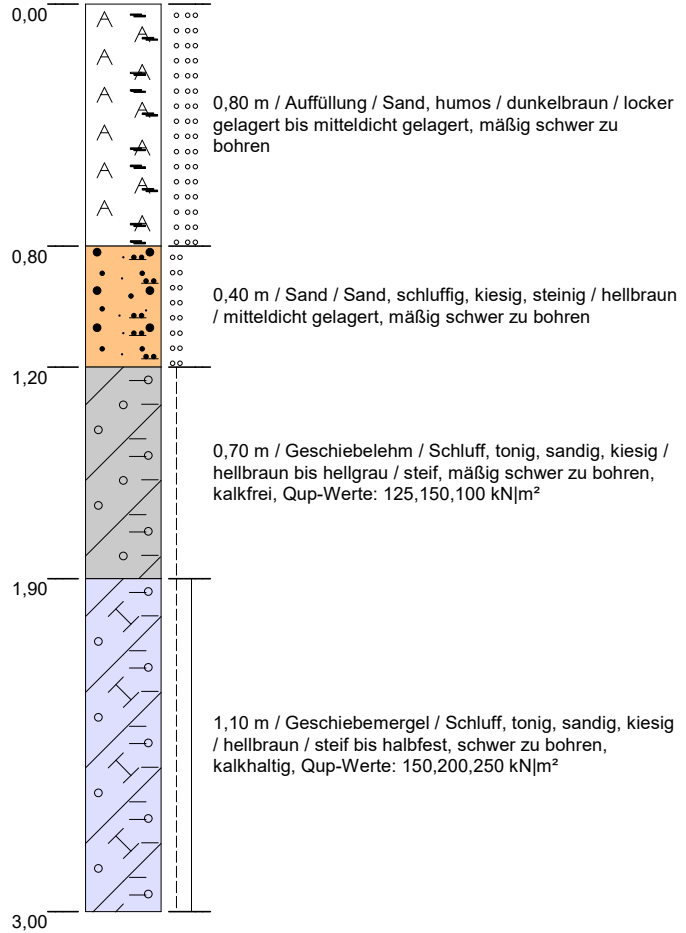 0,00
0,80 m / Auffüllung / Sand, humos / dunkelbraun / locker
gelagert bis mitteldicht gelagert, mäßig schwer zu
bohren
0,80
0,40 m / Sand / Sand, schluffig, kiesig, steinig / hellbraun
/ mitteldicht gelagert, mäßig schwer zu bohren
1,20
0,70 m / Geschiebelehm / Schluff, tonig, sandig, kiesig /
hellbraun bis hellgrau / steif, mäßig schwer zu bohren,
kalkfrei, Qup-Werte: 125,150,100 kN|m²
1,90
1,10 m / Geschiebemergel / Schluff, tonig, sandig, kiesig
/ hellbraun / steif bis halbfest, schwer zu bohren,
kalkhaltig, Qup-Werte: 150,200,250 kN|m²
3,00